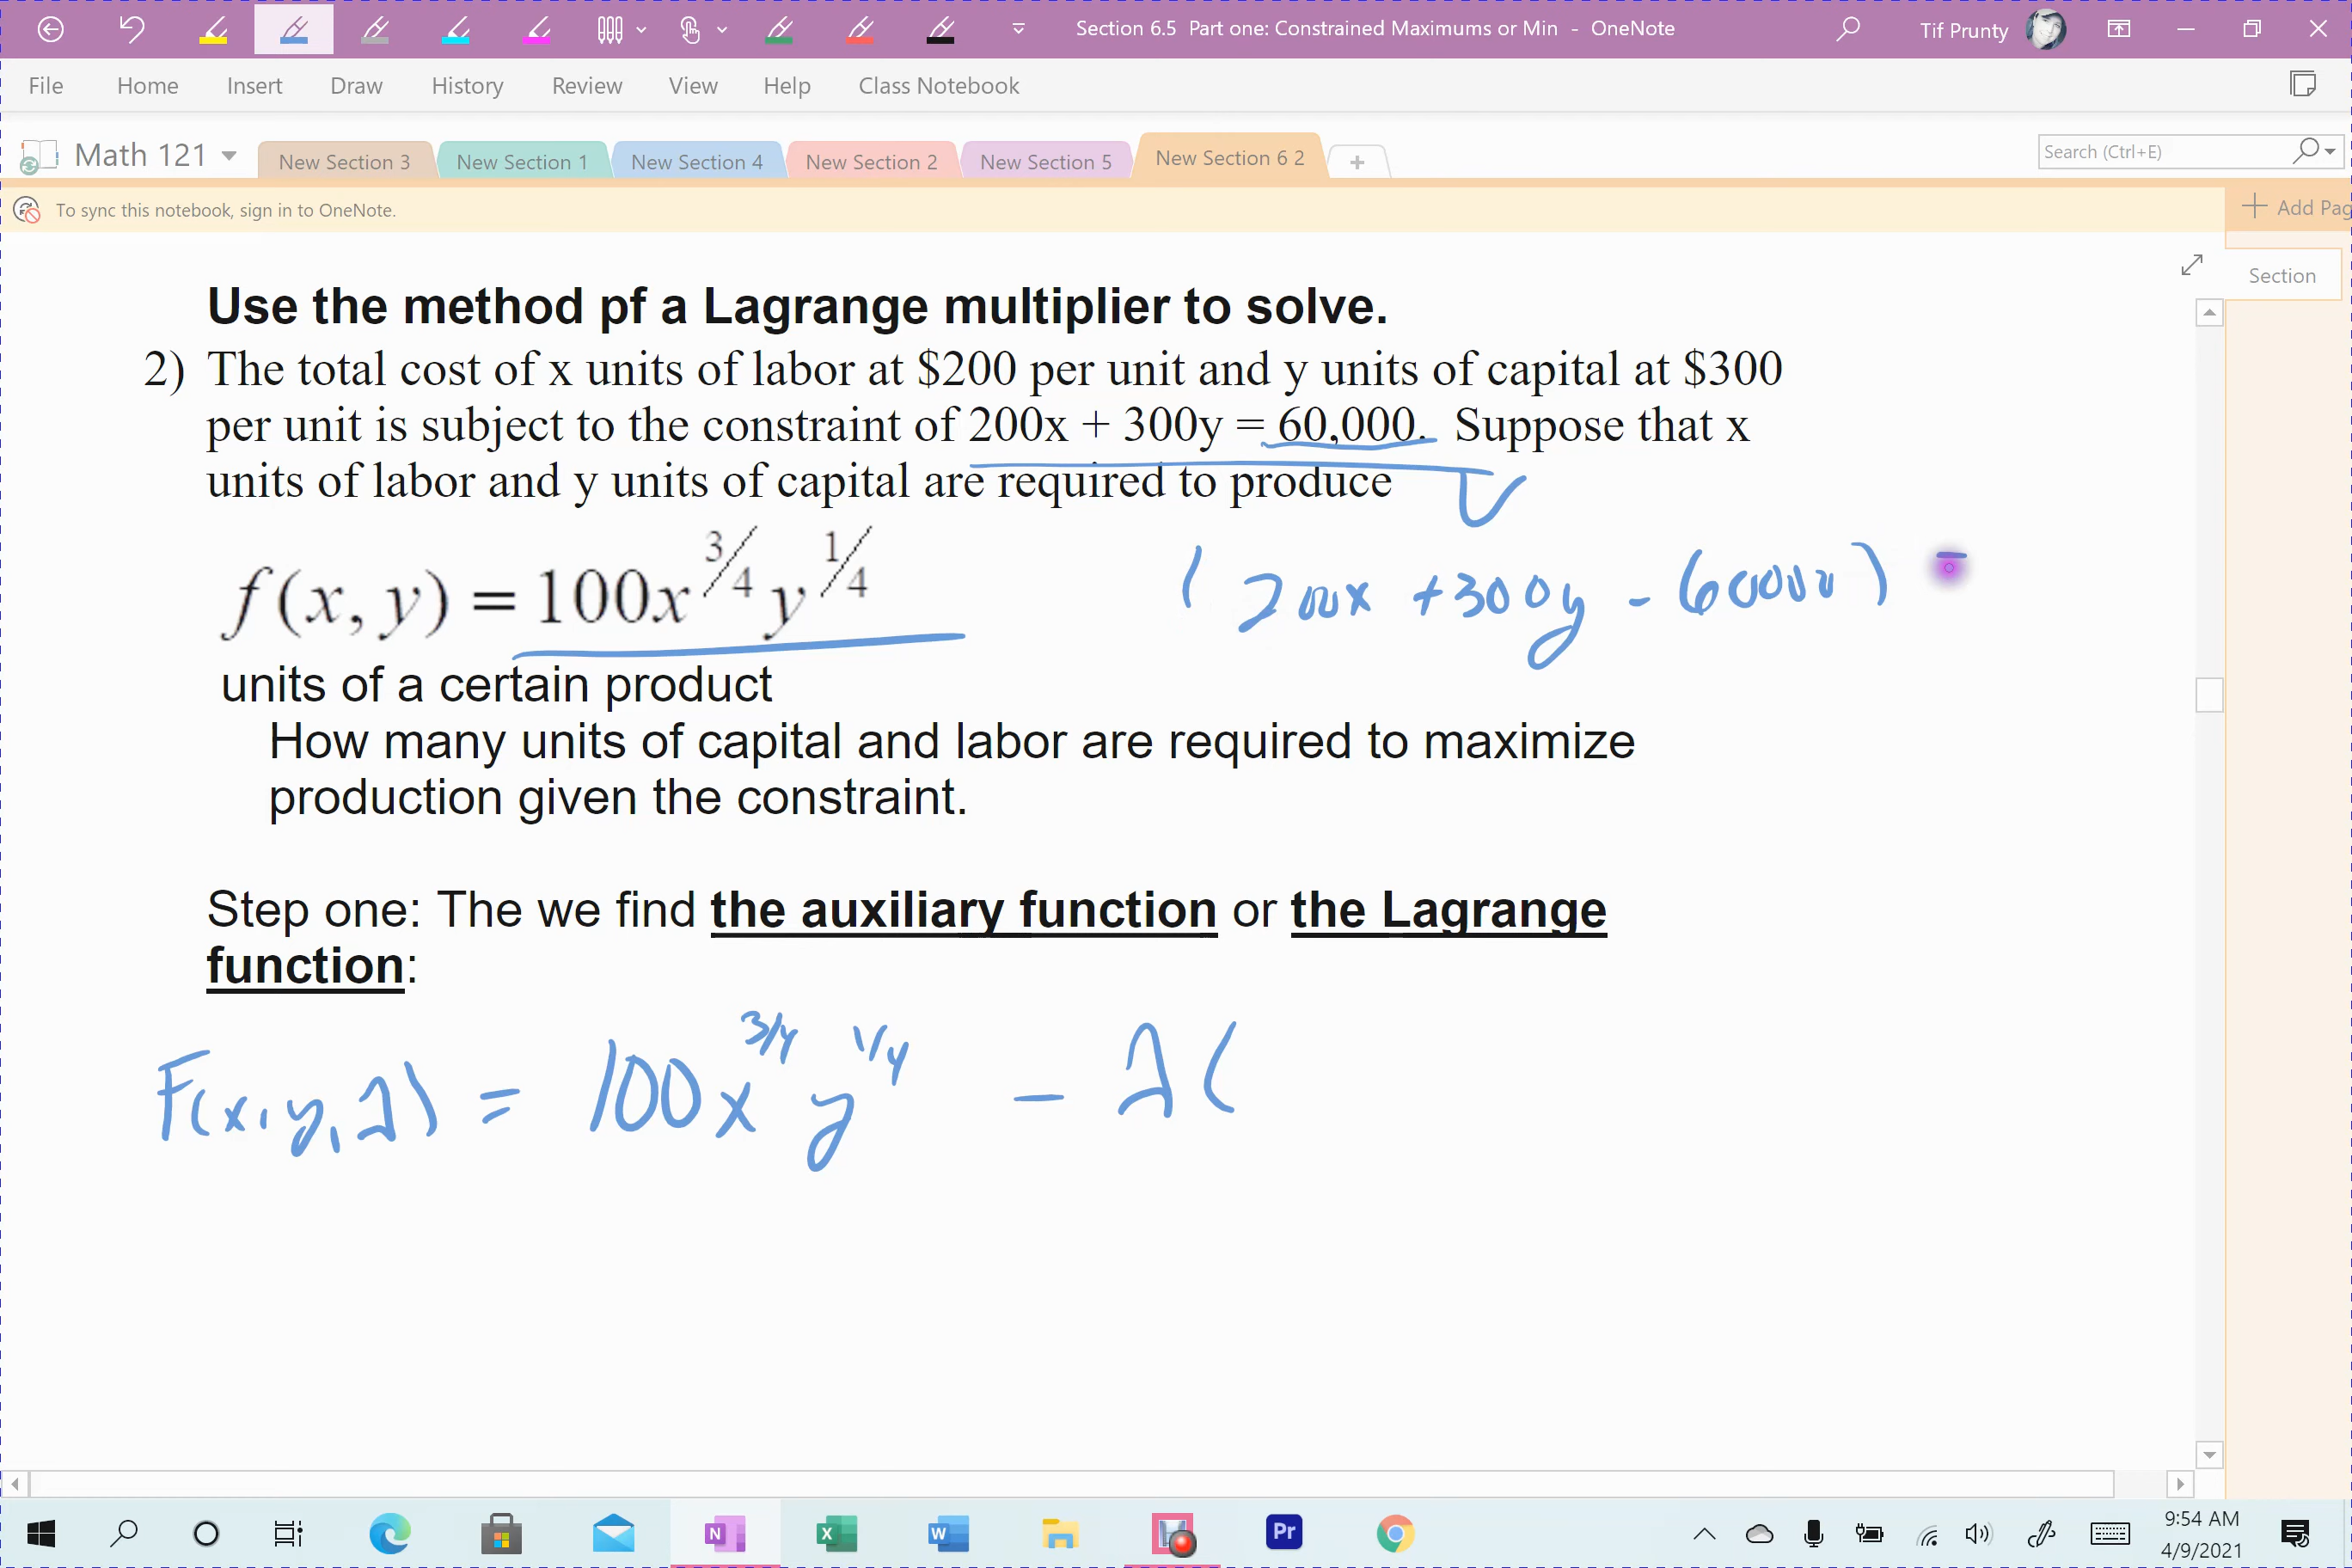 Section 6.5 Part one: Constrained Maximums or Min - OneNote
Tif Prunty
File Home Insert Draw History Review View Help Class Notebook
Math 121 New Section 3 New Section 1 New Section 4 New Section 2 New Section 5 New Section 6 2 +
Search (Ctrl+E)
To sync this notebook, sign in to OneNote.
Add Pag
Section
Use the method pf a Lagrange multiplier to solve.
2) The total cost of x units of labor at $200 per unit and y units of capital at $300
per unit is subject to the constraint of 200x + 300y = 60,000. Suppose that x
units of labor and y units of capital are required to produce
f(x, y) = 100x^{3/4} y^{1/4}
(200x + 300y - 60000) =
units of a certain product
How many units of capital and labor are required to maximize
production given the constraint.
Step one: The we find the auxiliary function or the Lagrange
function:
F(x, y, λ) = 100x^{3/4} y^{1/4} - λ(
N X W Pr
9:54 AM
4/9/2021